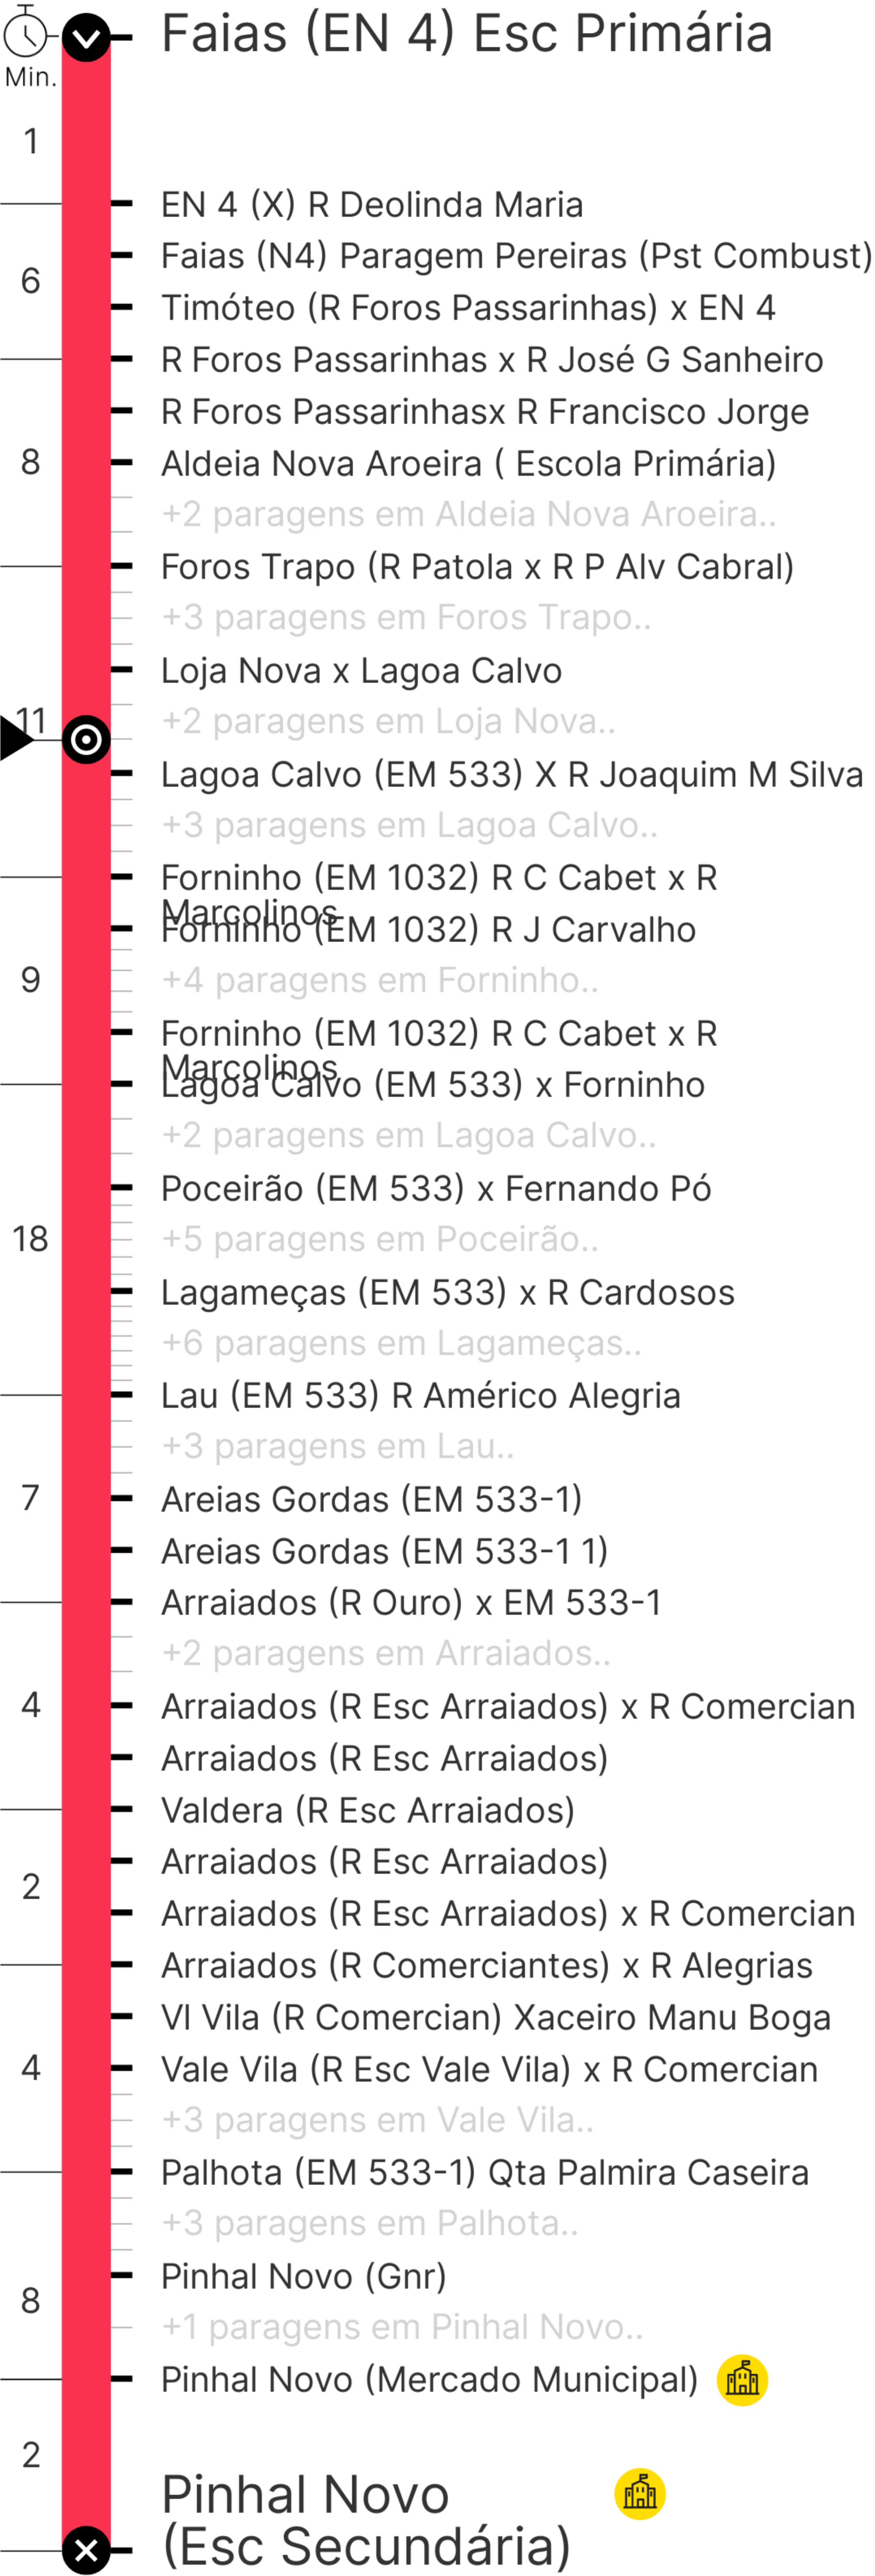 Faias (EN 4) Esc Primária
Min.
1
EN 4 (X) R Deolinda Maria
Faias (N4) Paragem Pereiras (Pst Combust)
6
Timóteo (R Foros Passarinhas) x EN 4
R Foros Passarinhas x R José G Sanheiro
R Foros Passarinhasx R Francisco Jorge
8
Aldeia Nova Aroeira ( Escola Primária)
+2 paragens em Aldeia Nova Aroeira..
Foros Trapo (R Patola x R P Alv Cabral)
+3 paragens em Foros Trapo..
Loja Nova x Lagoa Calvo
11
+2 paragens em Loja Nova..
Lagoa Calvo (EM 533) X R Joaquim M Silva
+3 paragens em Lagoa Calvo..
Forninho (EM 1032) R C Cabet x R
Marcolinos
Forninho (EM 1032) R J Carvalho
9
+4 paragens em Forninho..
Forninho (EM 1032) R C Cabet x R
Marcolinos
Lagoa Calvo (EM 533) x Forninho
+2 paragens em Lagoa Calvo..
Poceirão (EM 533) x Fernando Pó
18
+5 paragens em Poceirão..
Lagameças (EM 533) x R Cardosos
+6 paragens em Lagameças..
Lau (EM 533) R Américo Alegria
+3 paragens em Lau..
7
Areias Gordas (EM 533-1)
Areias Gordas (EM 533-1 1)
Arraiados (R Ouro) x EM 533-1
+2 paragens em Arraiados..
4
Arraiados (R Esc Arraiados) x R Comercian
Arraiados (R Esc Arraiados)
Valdera (R Esc Arraiados)
Arraiados (R Esc Arraiados)
2
Arraiados (R Esc Arraiados) x R Comercian
Arraiados (R Comerciantes) x R Alegrias
Vl Vila (R Comercian) Xaceiro Manu Boga
4
Vale Vila (R Esc Vale Vila) x R Comercian
+3 paragens em Vale Vila..
Palhota (EM 533-1) Qta Palmira Caseira
+3 paragens em Palhota..
Pinhal Novo (Gnr)
8
+1 paragens em Pinhal Novo..
Pinhal Novo (Mercado Municipal)
2
Pinhal Novo
(Esc Secundária)